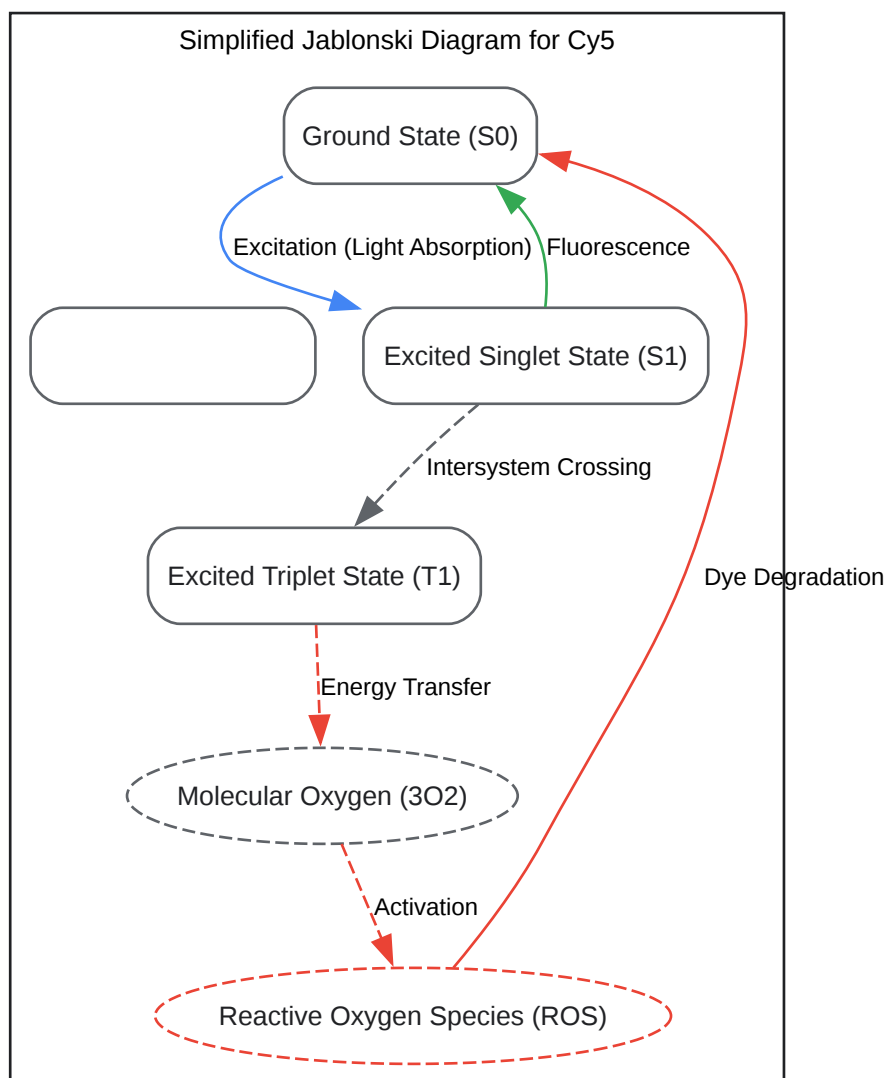 Simplified Jablonski Diagram for Cy5
Ground State (S0)
Excitation (Light Absorption)
Fluorescence
Excited Singlet State (S1)
Intersystem Crossing
Excited Triplet State (T1)
Dye Degradation
Energy Transfer
Molecular Oxygen (3O2)
Activation
Reactive Oxygen Species (ROS)